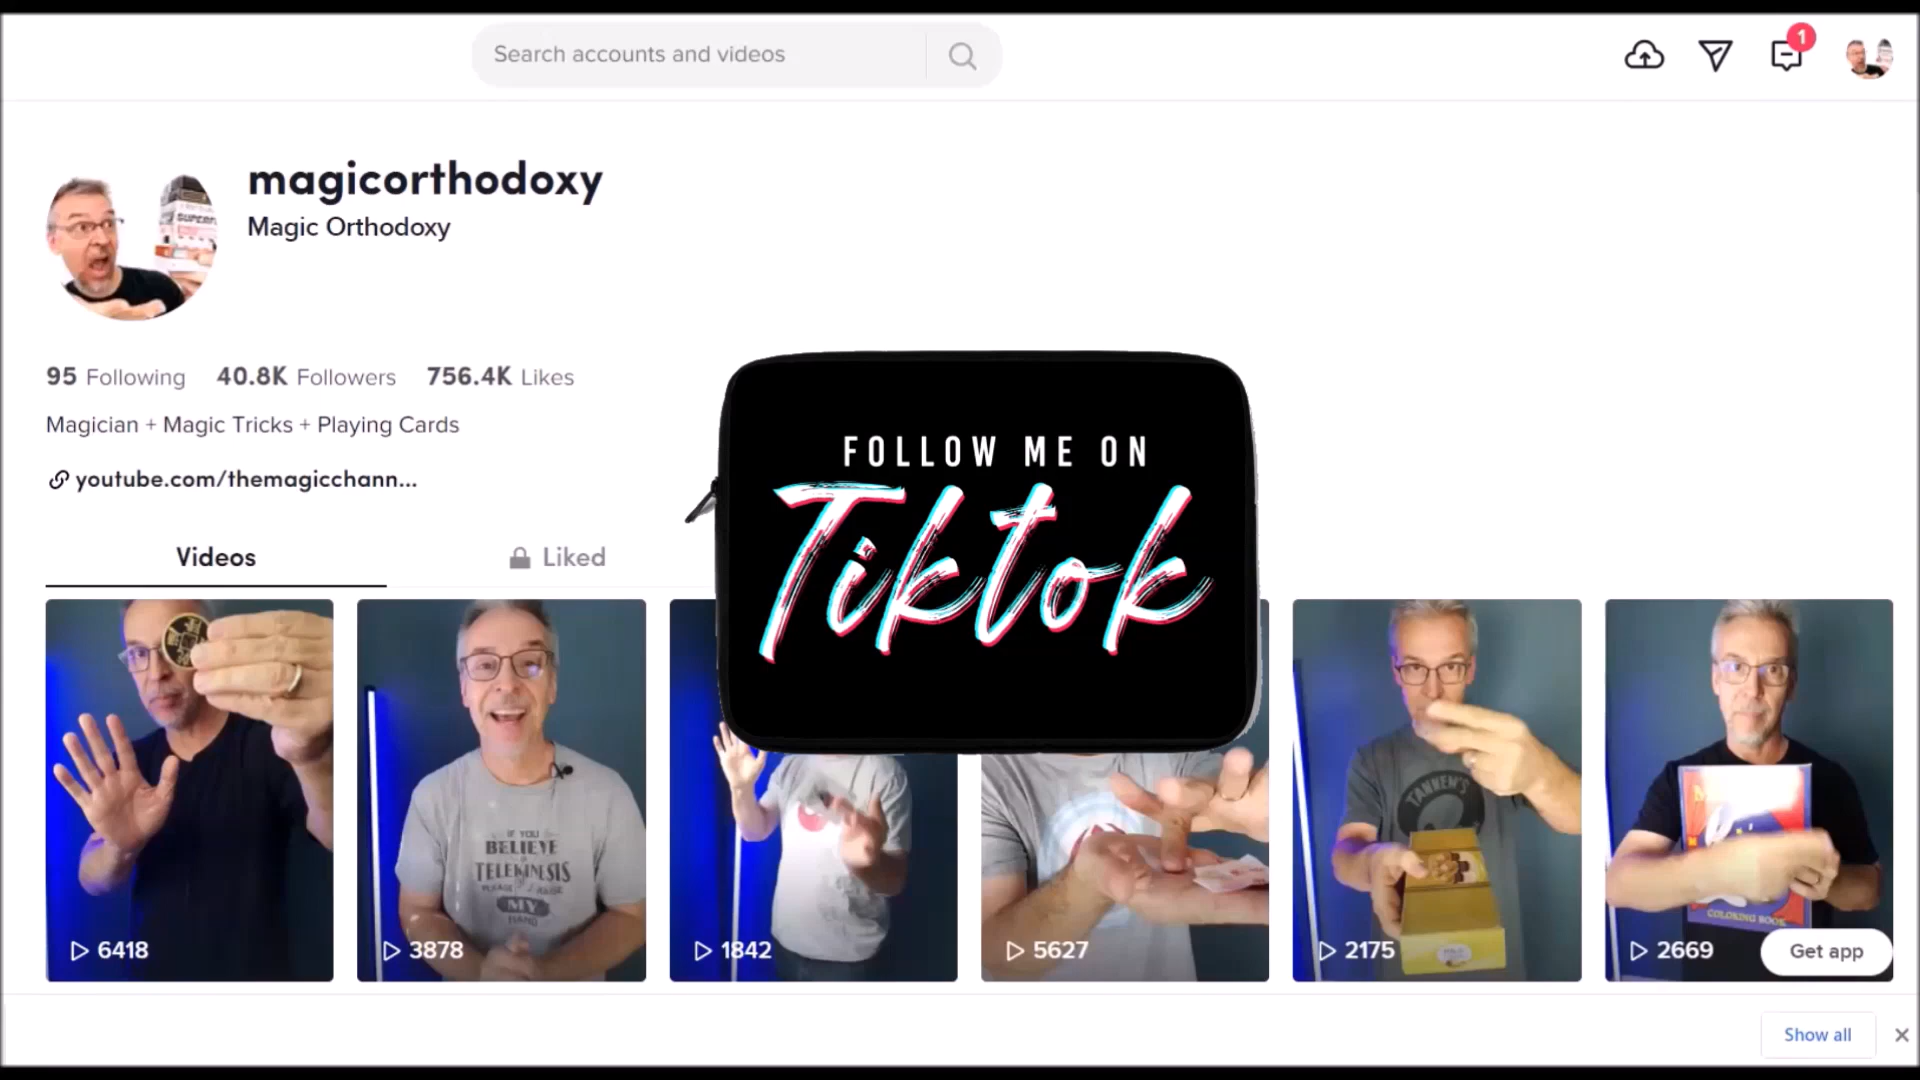 Search accounts and videos
1
magicorthodoxy
Magic Orthodoxy
95 Following 40.8K Followers 756.4K Likes
Magician + Magic Tricks + Playing Cards
youtube.com/themagicchann...
Videos
Liked
FOLLOW ME ON
Tiktok
IF YOU
BELIEVE
TELEKINESIS
PLEASE
MY
HAND
TANNEN'S
COLORING BOOK
6418
3878
1842
5627
2175
2669
Get app
Show all